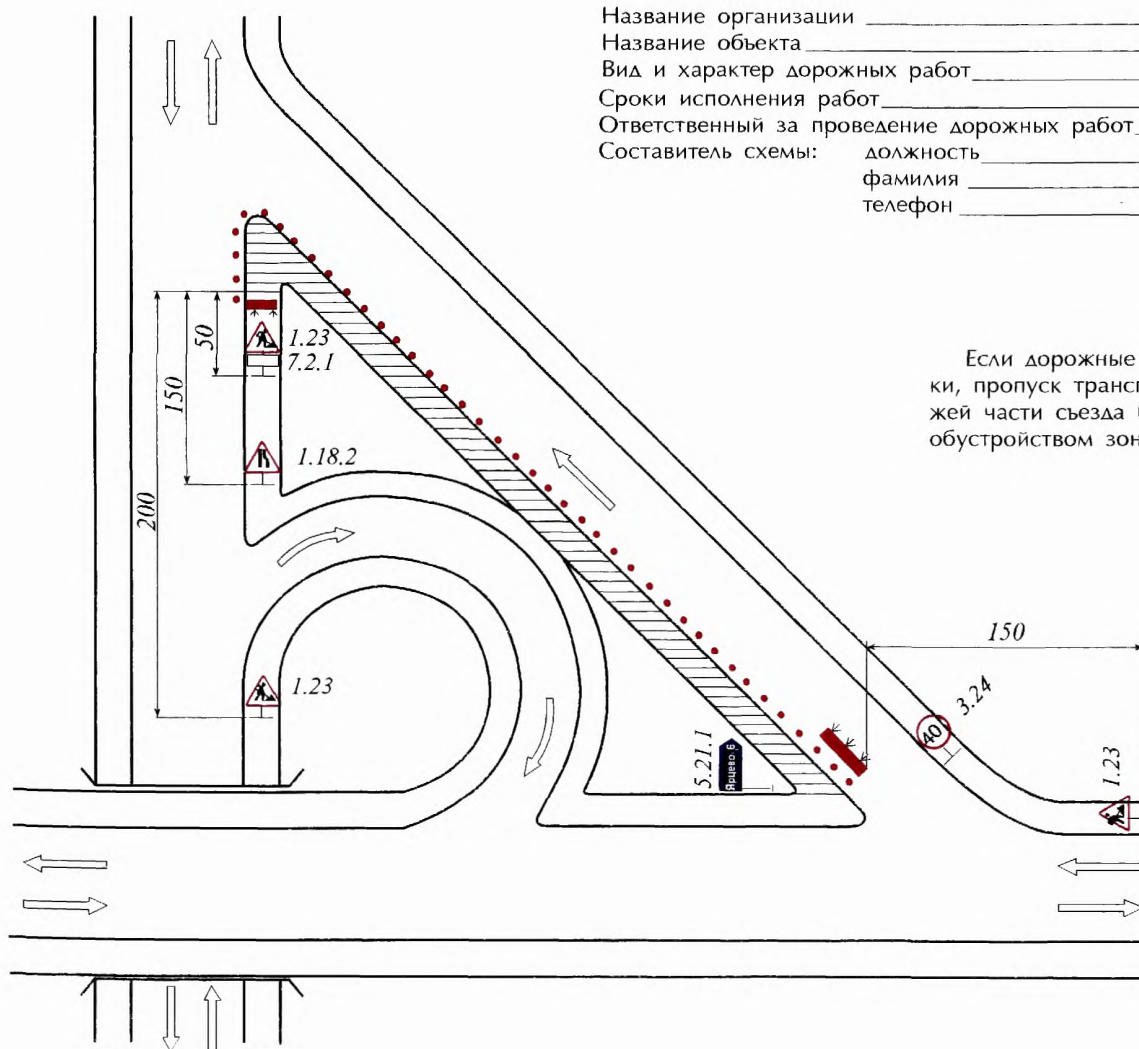 Название организации
Название объекта
Вид и характер дорожных работ
Сроки исполнения работ
Ответственный за проведение дорожных работ
Составитель схемы: должность
фамилия
телефон
50
1.23
7.2.1
150
1.18.2
200
Если дорожные
ки, пропуск трансп
жей части съезда
обустройством зон
150
1.23
3.24
40
5.21.1
Ярцево 6
1.23